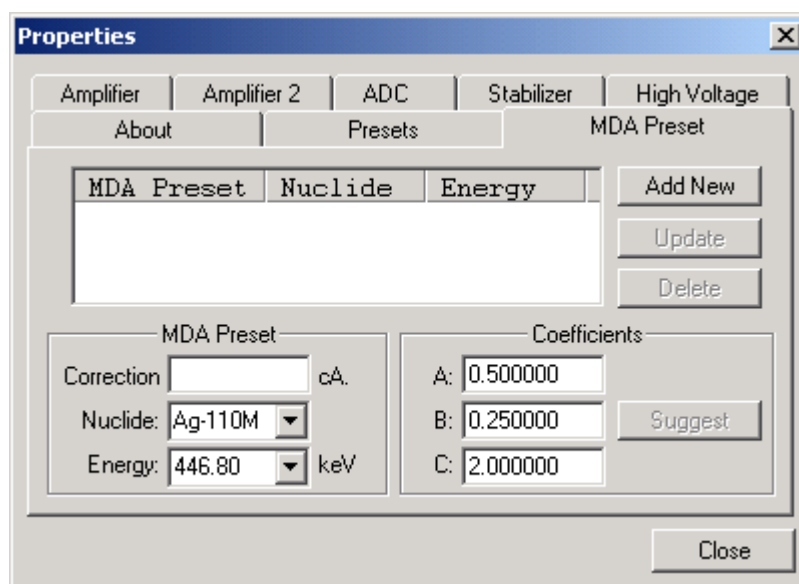 Properties
Amplifier Amplifier 2 ADC Stabilizer High Voltage
About Presets MDA Preset
MDA Preset Nuclide Energy
Add New
Update
Delete
MDA Preset
Correction cA.
Nuclide: Ag-110M
Energy: 446.80 keV
Coefficients
A: 0.500000
B: 0.250000
C: 2.000000
Suggest
Close